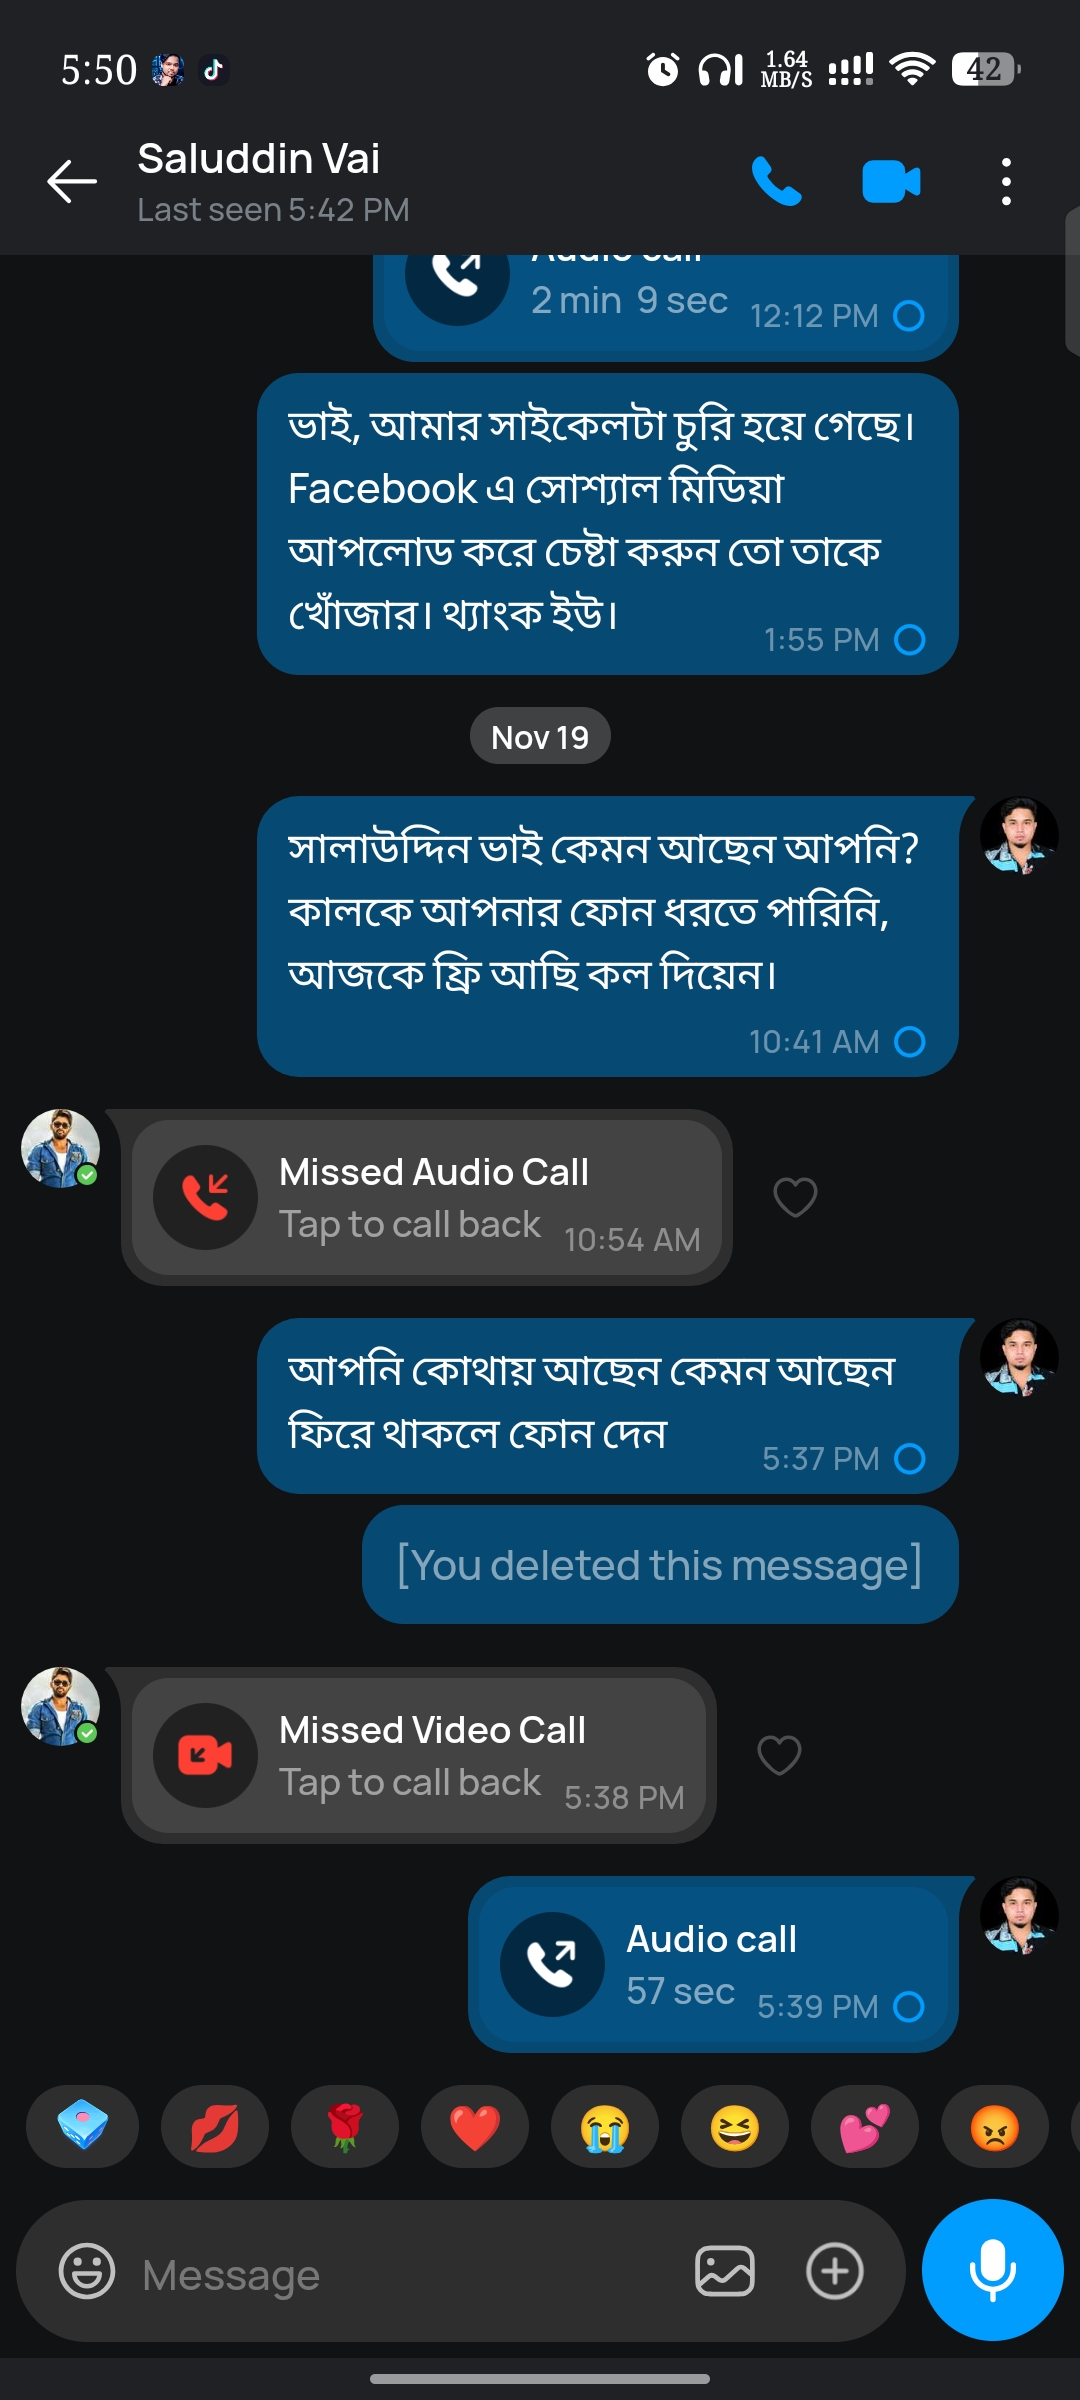 5:50
1.64
MB/S
42
Saluddin Vai
Last seen 5:42 PM
Audio call
2 min 9 sec 12:12 PM
ভাই, আমার সাইকেলটা চুরি হয়ে গেছে।
Facebook এ সোশ্যাল মিডিয়া
আপলোড করে চেষ্টা করুন তো তাকে
খোঁজার। থ্যাংক ইউ।
1:55 PM
Nov 19
সালাউদ্দিন ভাই কেমন আছেন আপনি?
কালকে আপনার ফোন ধরতে পারিনি,
আজকে ফ্রি আছি কল দিয়েন।
10:41 AM
Missed Audio Call
Tap to call back 10:54 AM
আপনি কোথায় আছেন কেমন আছেন
ফিরে থাকলে ফোন দেন
5:37 PM
[You deleted this message]
Missed Video Call
Tap to call back 5:38 PM
Audio call
57 sec 5:39 PM
Message